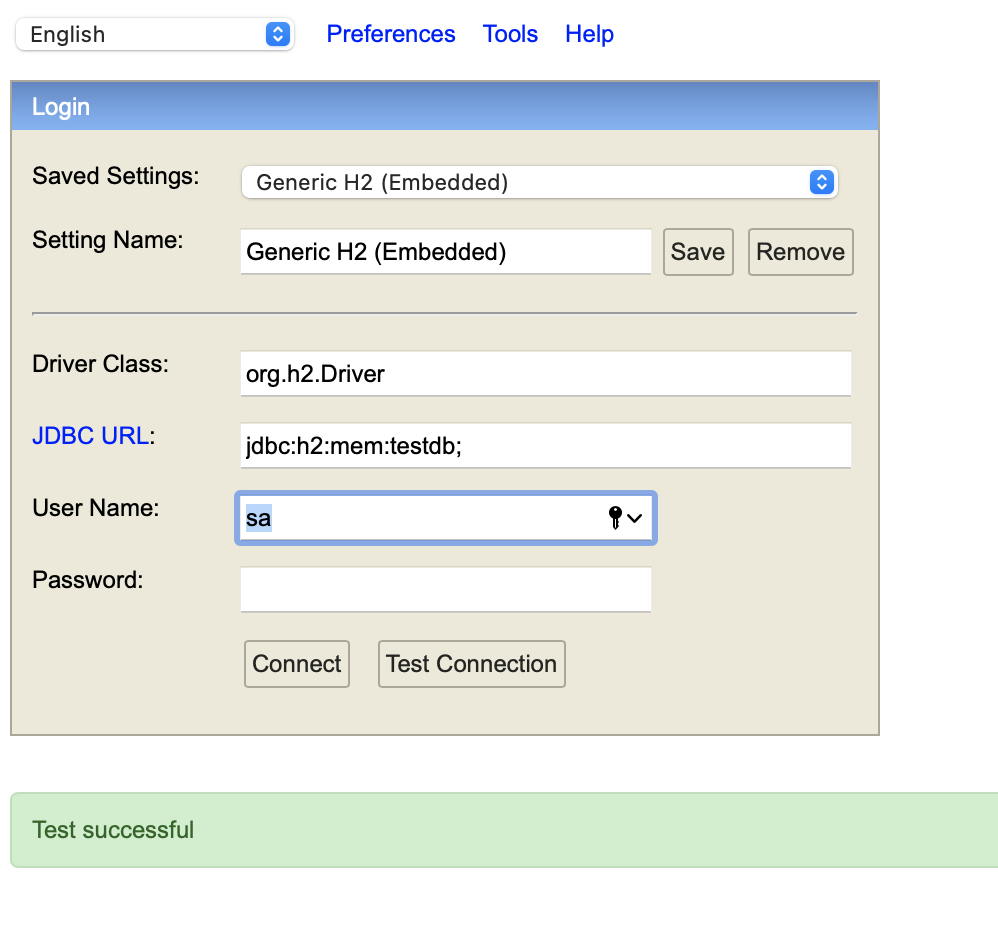 English Preferences Tools Help
Login
Saved Settings: Generic H2 (Embedded)
Setting Name: Generic H2 (Embedded) Save Remove
Driver Class: org.h2.Driver
JDBC URL: jdbc:h2:mem:testdb;
User Name: sa
Password:
Connect Test Connection
Test successful